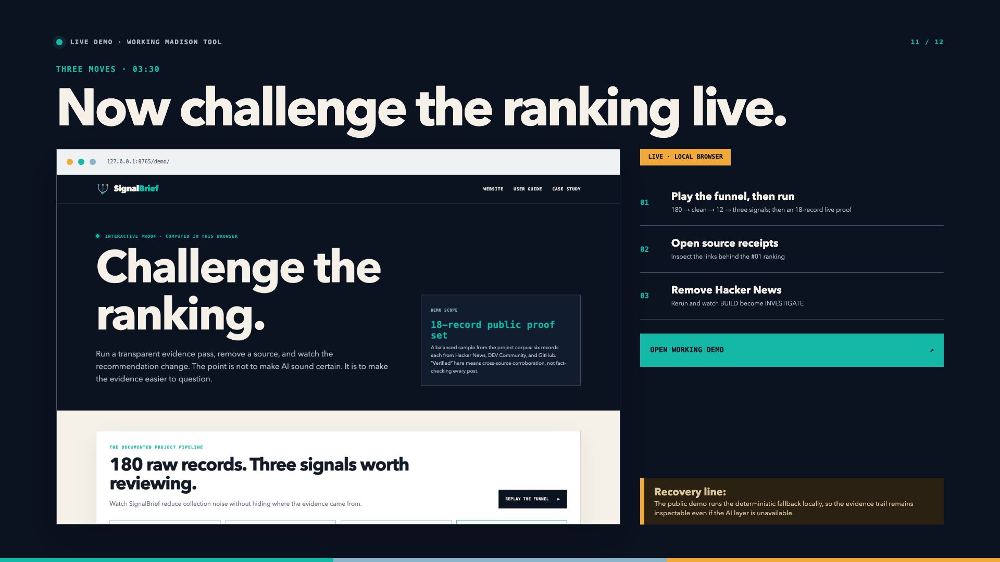 LIVE DEMO · WORKING MADISON TOOL
11 / 12
THREE MOVES · 03:30
Now challenge the ranking live.
127.0.0.1:8765/demo/
SignalBrief
WEBSITE USER GUIDE CASE STUDY
INTERACTIVE PROOF · COMPUTED IN THIS BROWSER
Challenge the
ranking.
Run a transparent evidence pass, remove a source, and watch the
recommendation change. The point is not to make AI sound certain. It is to make
the evidence easier to question.
DEMO SCOPE
18-record public proof
set
A balanced sample from the project corpus: six records
each from Hacker News, DEV Community, and GitHub.
"Verified" here means cross-source corroboration, not fact-
checking every post.
THE DOCUMENTED PROJECT PIPELINE
180 raw records. Three signals worth
reviewing.
Watch SignalBrief reduce collection noise without hiding where the evidence came from.
REPLAY THE FUNNEL ▶
LIVE · LOCAL BROWSER
01
Play the funnel, then run
180 → clean → 12 → three signals; then an 18-record live proof
02
Open source receipts
Inspect the links behind the #01 ranking
03
Remove Hacker News
Rerun and watch BUILD become INVESTIGATE
OPEN WORKING DEMO ↗
Recovery line:
The public demo runs the deterministic fallback locally, so the evidence trail remains
inspectable even if the AI layer is unavailable.